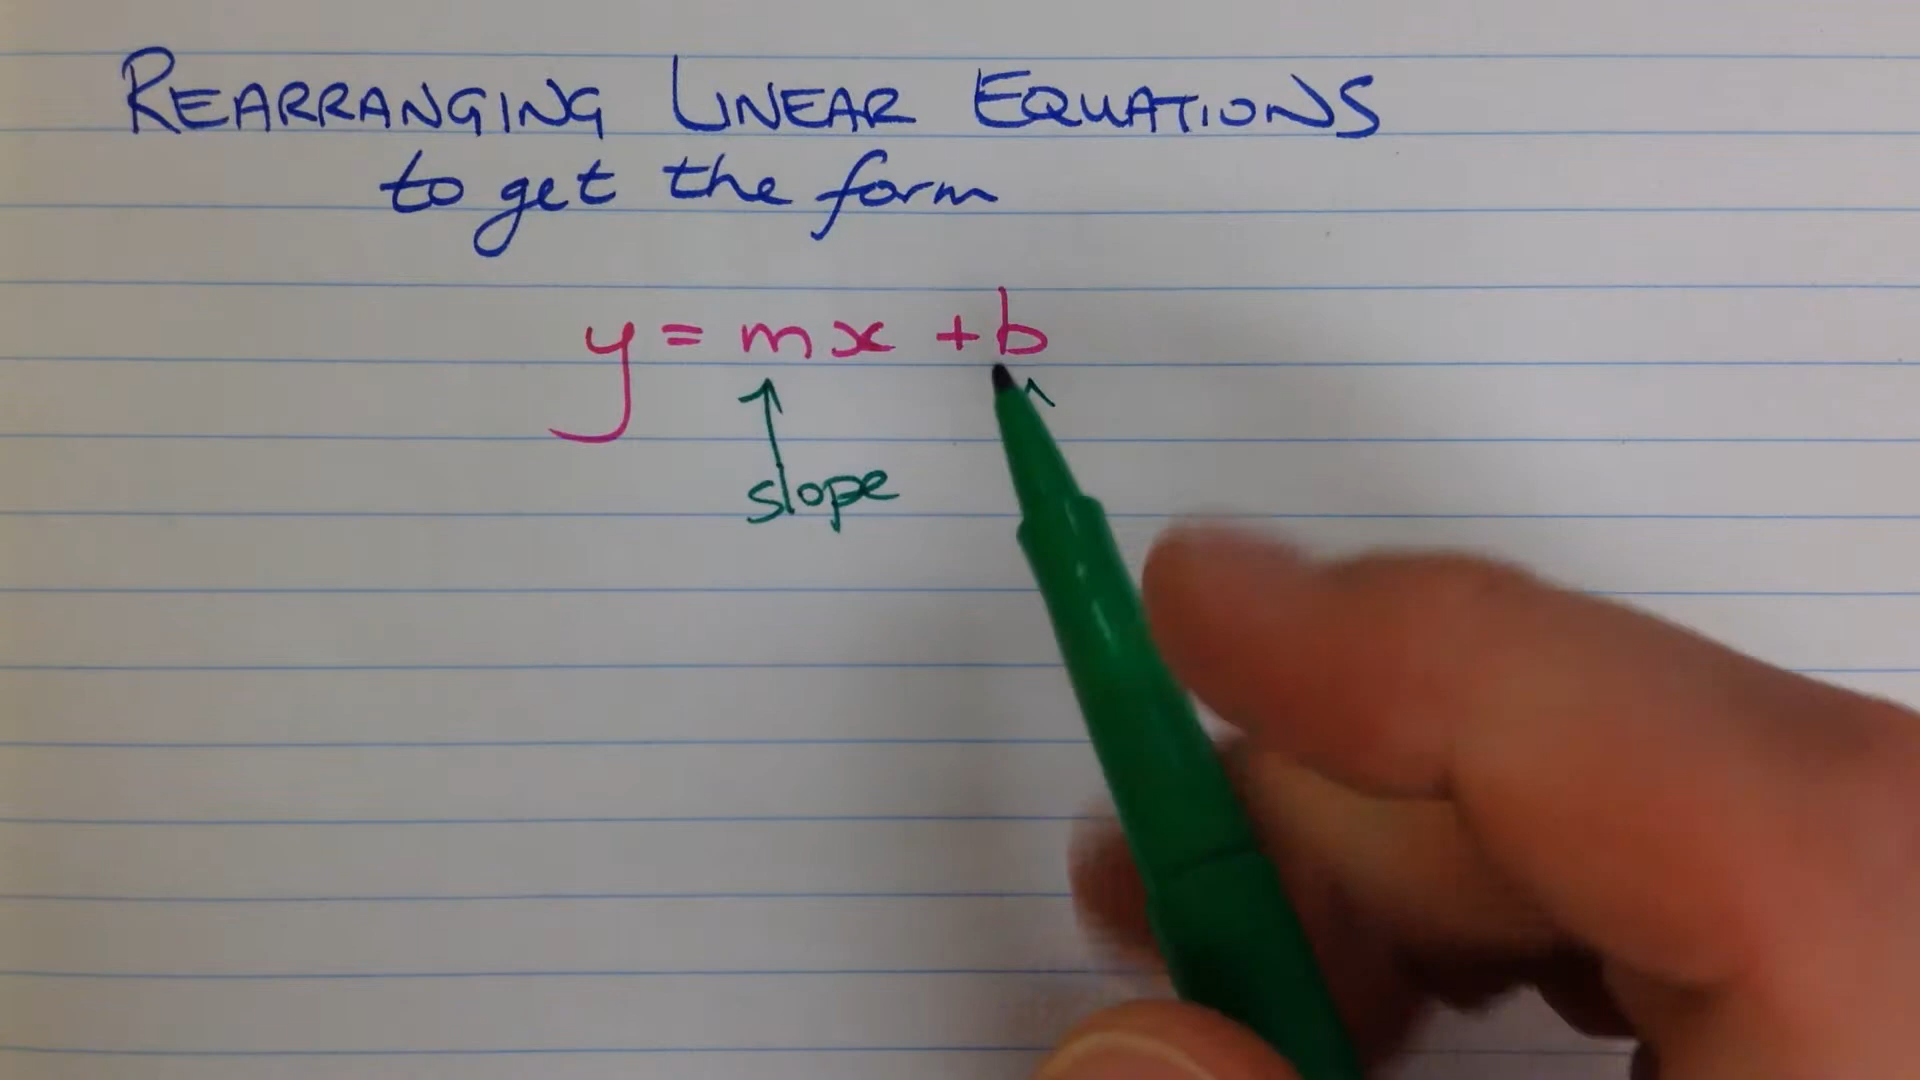 REARRANGING LINEAR EQUATIONS
to get the form
y = mx + b
slope